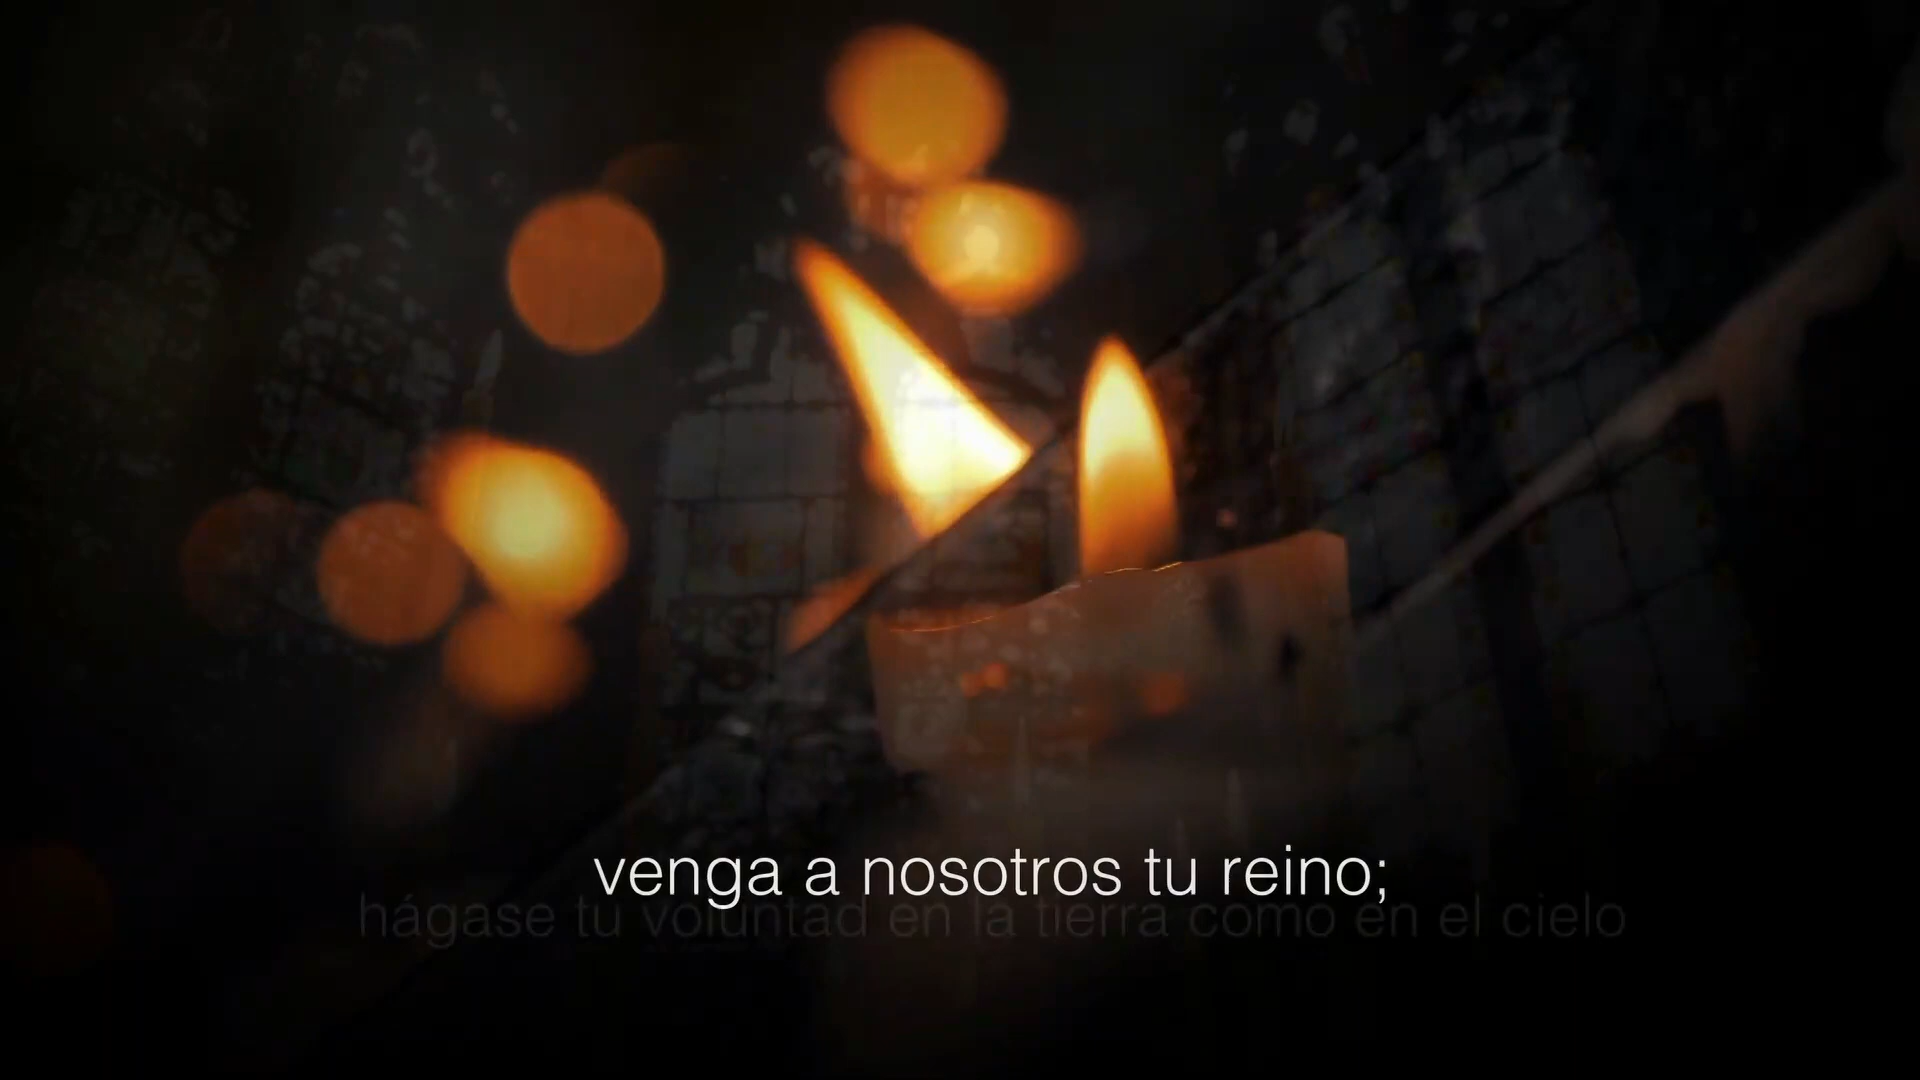 venga a nosotros tu reino;
hágase tu voluntad en la tierra como en el cielo